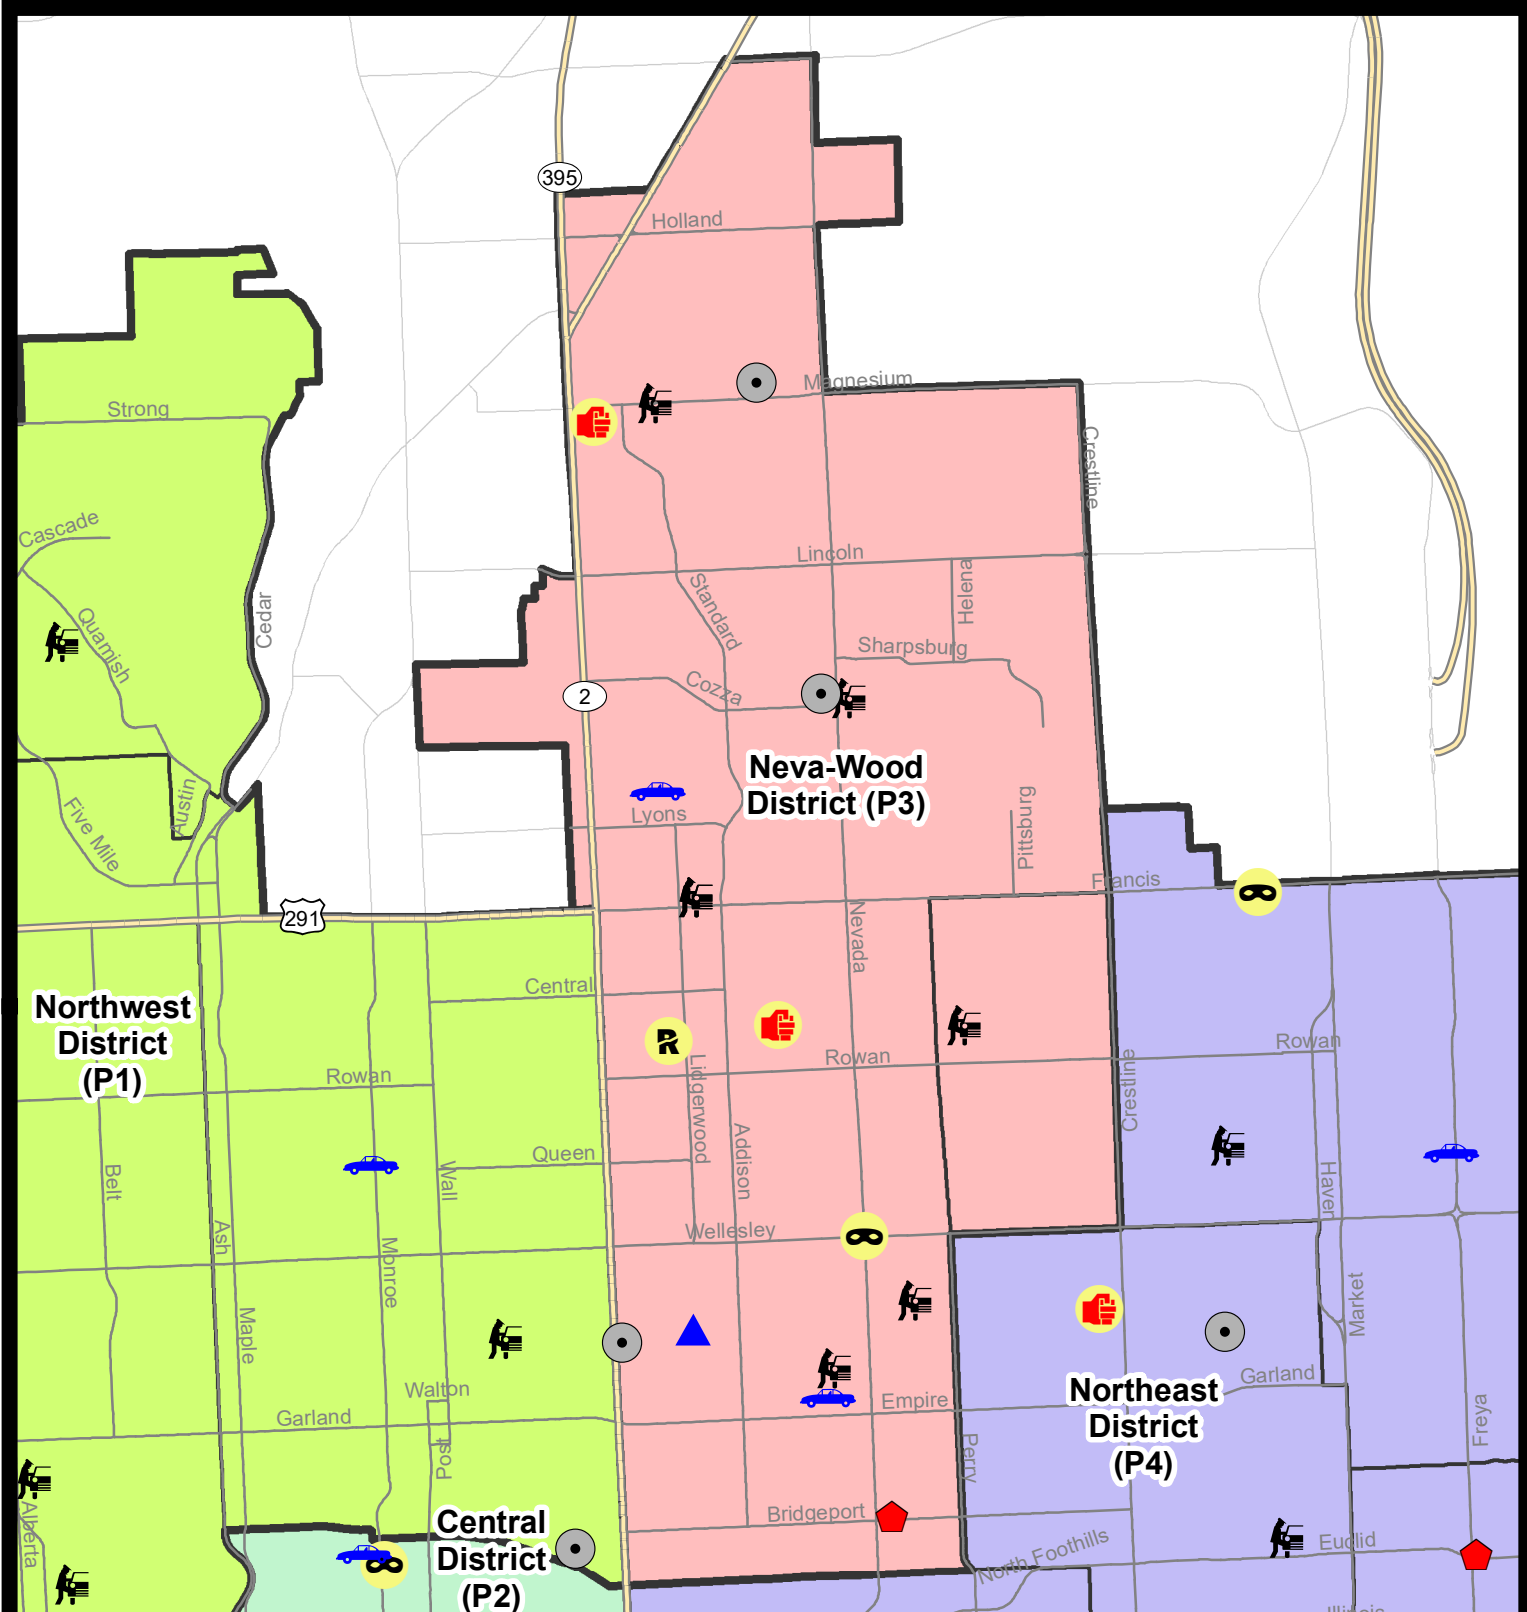 395
Holland
Magnesium
Strong
Crestline
Cascade
Lincoln
Helena
Standard
Cedar
Quamish
Sharpsburg
Cozza
2
Neva-Wood
District (P3)
Austin
Five Mile
Lyons
Pittsburg
Francis
291
Nevada
Central
Northwest
District
(P1)
Rowan
Rowan
Rowan
Lidgerwood
Crestline
Queen
Addison
Belt
Wall
Haven
Ash
Wellesley
Monroe
Maple
Market
Walton
Garland
Empire
Garland
Northeast
District
(P4)
Freya
Post
Perry
Alberta
Central
District
(P2)
Bridgeport
North Foothills
Euclid
Illinois